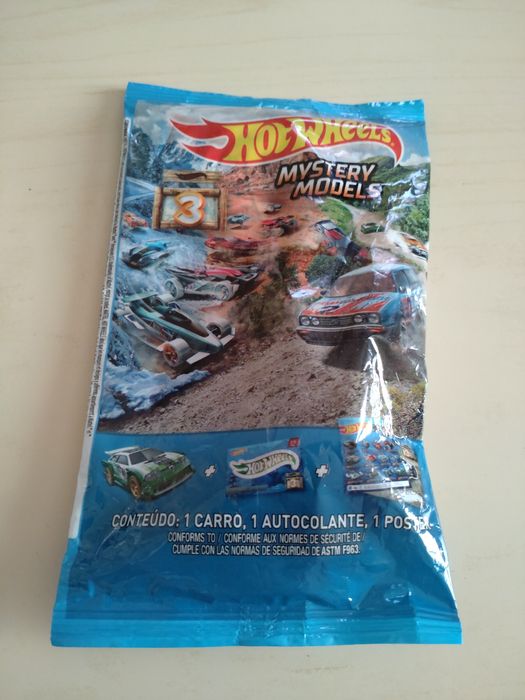 HOT WHEELS
MYSTERY
MODELS
3
HOT WHEELS
CONTEÚDO: 1 CARRO, 1 AUTOCOLANTE, 1 POSTER
CONFORMS TO / CONFORME AUX NORMES DE SÉCURITÉ DE /
CUMPLE CON LAS NORMAS DE SEGURIDAD DE ASTM F963.